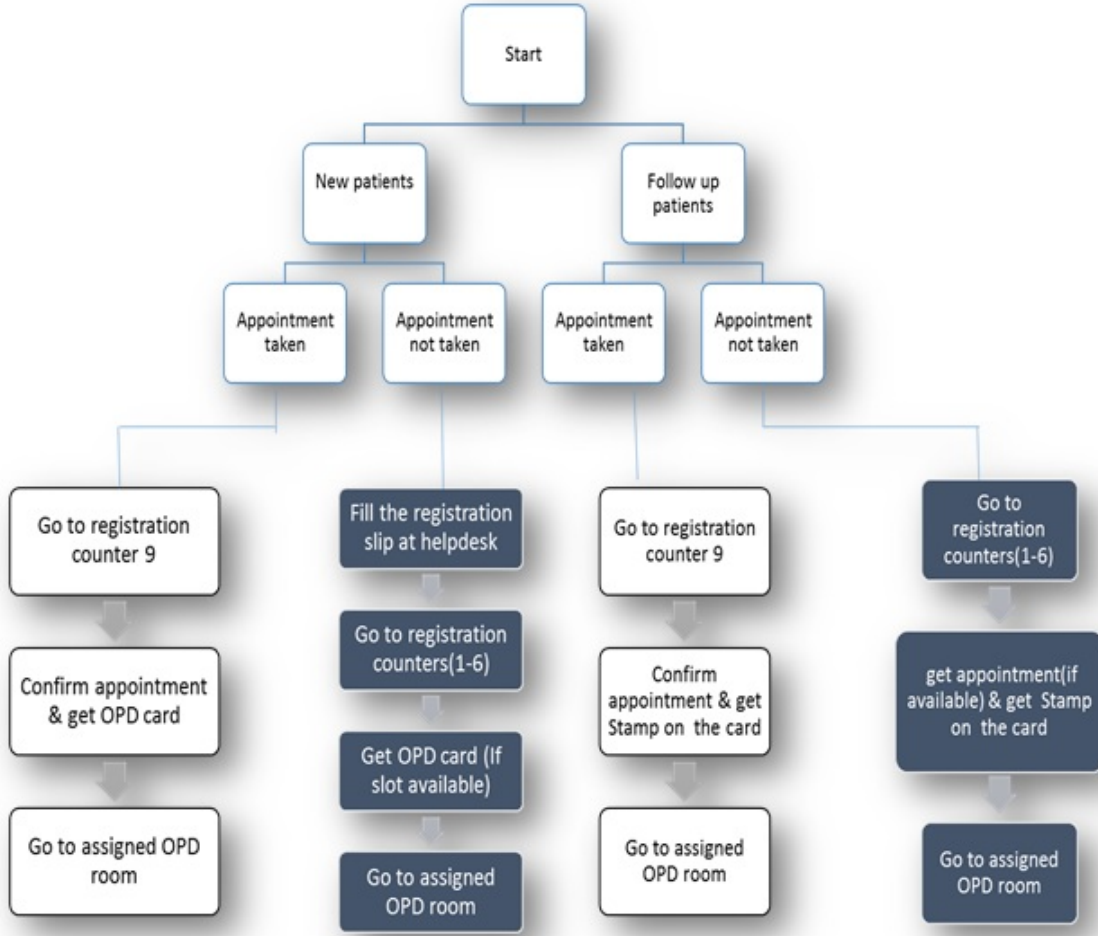 Start
New patients
Follow up
patients
Appointment
taken
Appointment
not taken
Appointment
taken
Appointment
not taken
Go to registration
counter 9
Confirm appointment
& get OPD card
Go to assigned OPD
room
Fill the registration
slip at helpdesk
Go to registration
counters(1-6)
Get OPD card (If
slot available)
Go to assigned
OPD room
Go to registration
counter 9
Confirm
appointment & get
Stamp on the card
Go to assigned
OPD room
Go to
registration
counters(1-6)
get appointment(if
available) & get Stamp
on the card
Go to assigned
OPD room